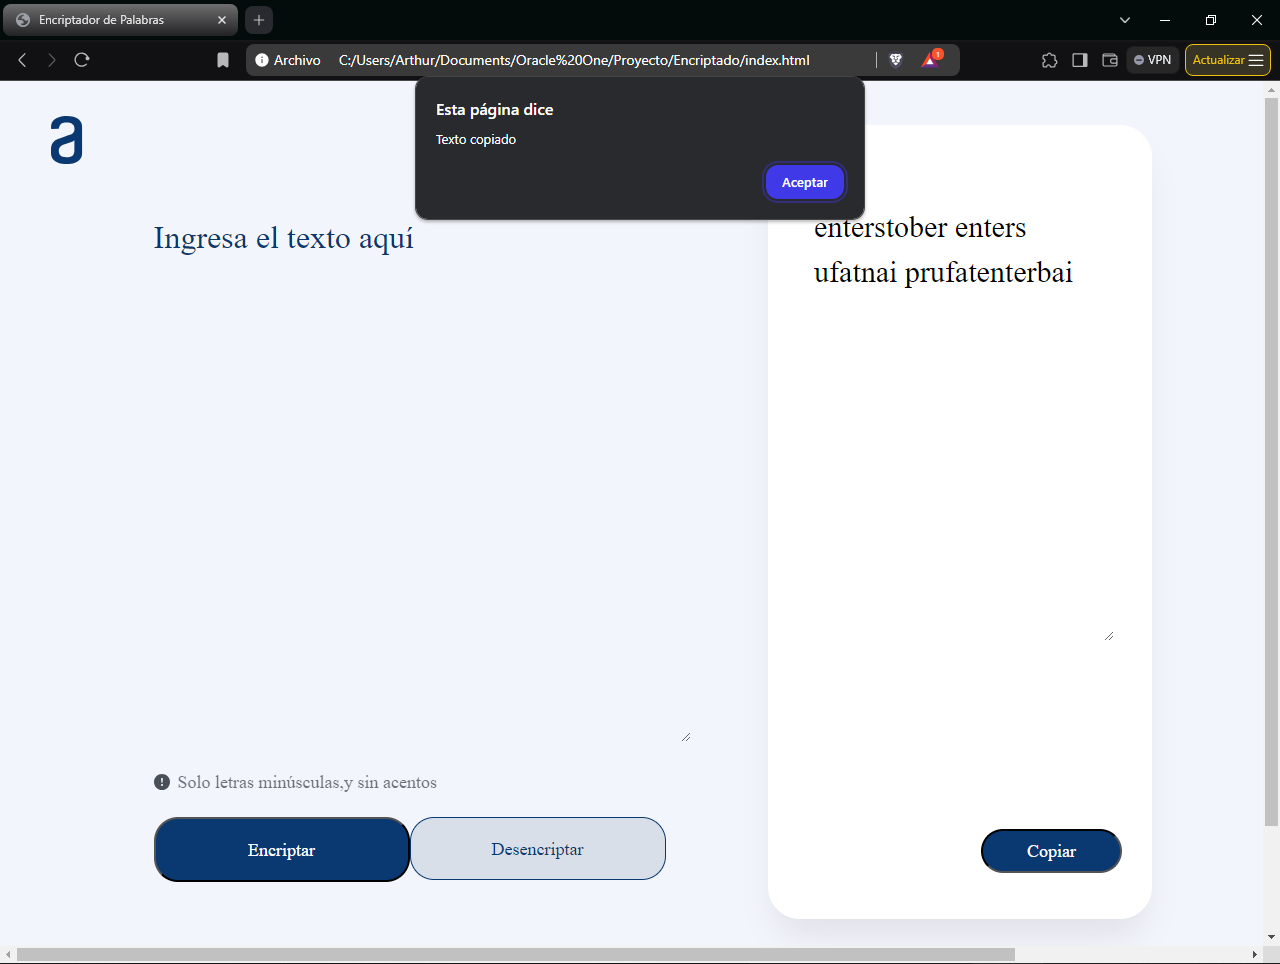 Encriptador de Palabras
Archivo C:/Users/Arthur/Documents/Oracle%20One/Proyecto/Encriptado/index.html
1
VPN
Actualizar
Esta página dice
Texto copiado
Aceptar
a
Ingresa el texto aquí
enterstober enters
ufatnai prufatenterbai
Solo letras minúsculas,y sin acentos
Encriptar
Desencriptar
Copiar